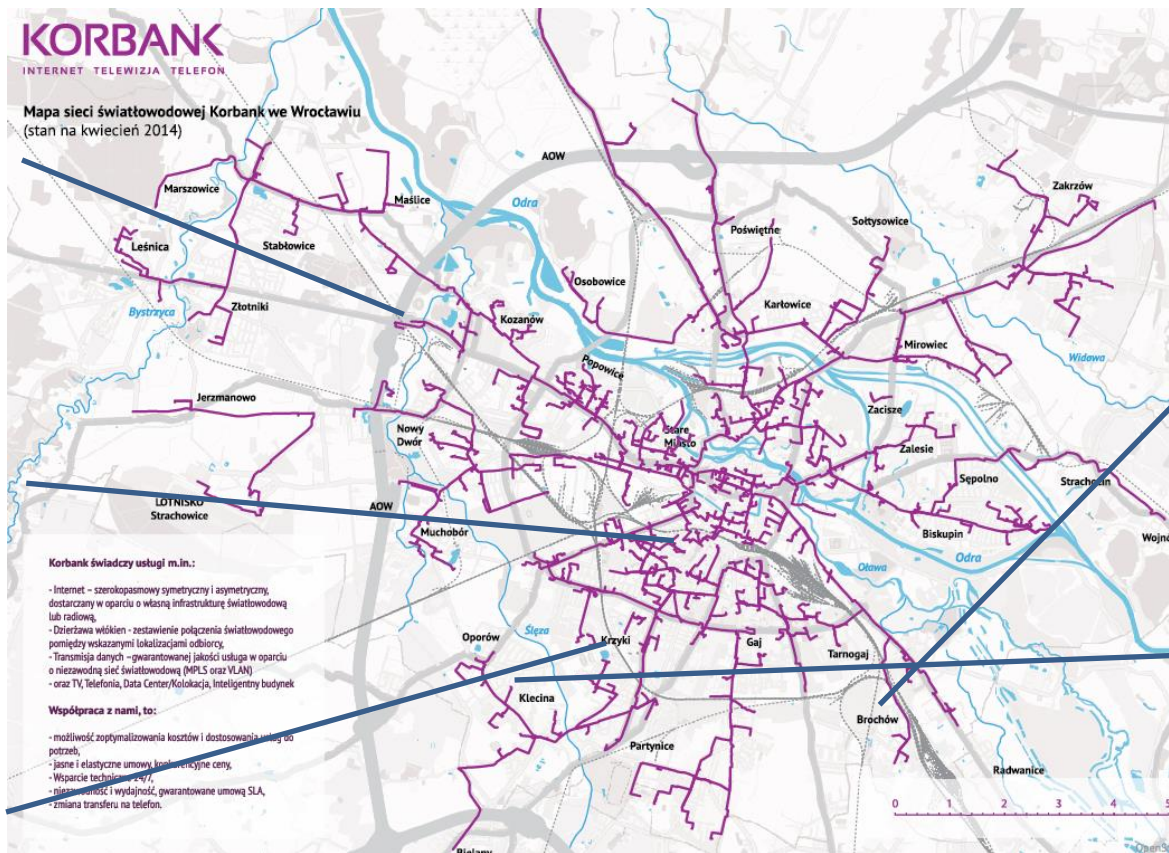 KORBANK
INTERNET TELEWIZJA TELEFON
Mapa sieci światłowodowej Korbank we Wrocławiu
(stan na kwiecień 2014)
AOW
Marszowice
Maślice
Odra
Zakrzów
Sołtysowice
Poświętne
Leśnica
Stabłowice
Osobowice
Złotniki
Bystrzyca
Kozanów
Karłowice
Mirowiec
Widawa
Popowice
Jerzmanowo
Zacisze
Nowy
Dwór
Stare
Miasto
Zalesie
Sępolno
Strachocin
LOTNISKO
Strachowice
AOW
Muchobór
Biskupin
Wojnó
Odra
Oława
Korbank świadczy usługi m.in.:
- Internet – szerokopasmowy symetryczny i asymetryczny,
dostarczany w oparciu o własną infrastrukturę światłowodową
lub radiową,
- Dzierżawa włókien - zestawienie połączenia światłowodowego
pomiędzy wskazanymi lokalizacjami odbiorcy,
- Transmisja danych – gwarantowanej jakości usługa w oparciu
o niezawodną sieć światłowodową (MPLS oraz VLAN)
- oraz TV, Telefonia, Data Center/Kolokacja, Inteligentny budynek
Współpraca z nami, to:
- możliwość zoptymalizowania kosztów i dostosowania usług do
potrzeb,
- jasne i elastyczne umowy, konkurencyjne ceny,
- Wsparcie techniczne 24/7,
- niezawodność i wydajność, gwarantowane umową SLA,
- zmiana transferu na telefon.
Oporów
Ślęza
Krzyki
Gaj
Tarnogaj
Klecina
Brochów
Partynice
Radwanice
0 1 2 3 4 5
Bielany
OpenSt